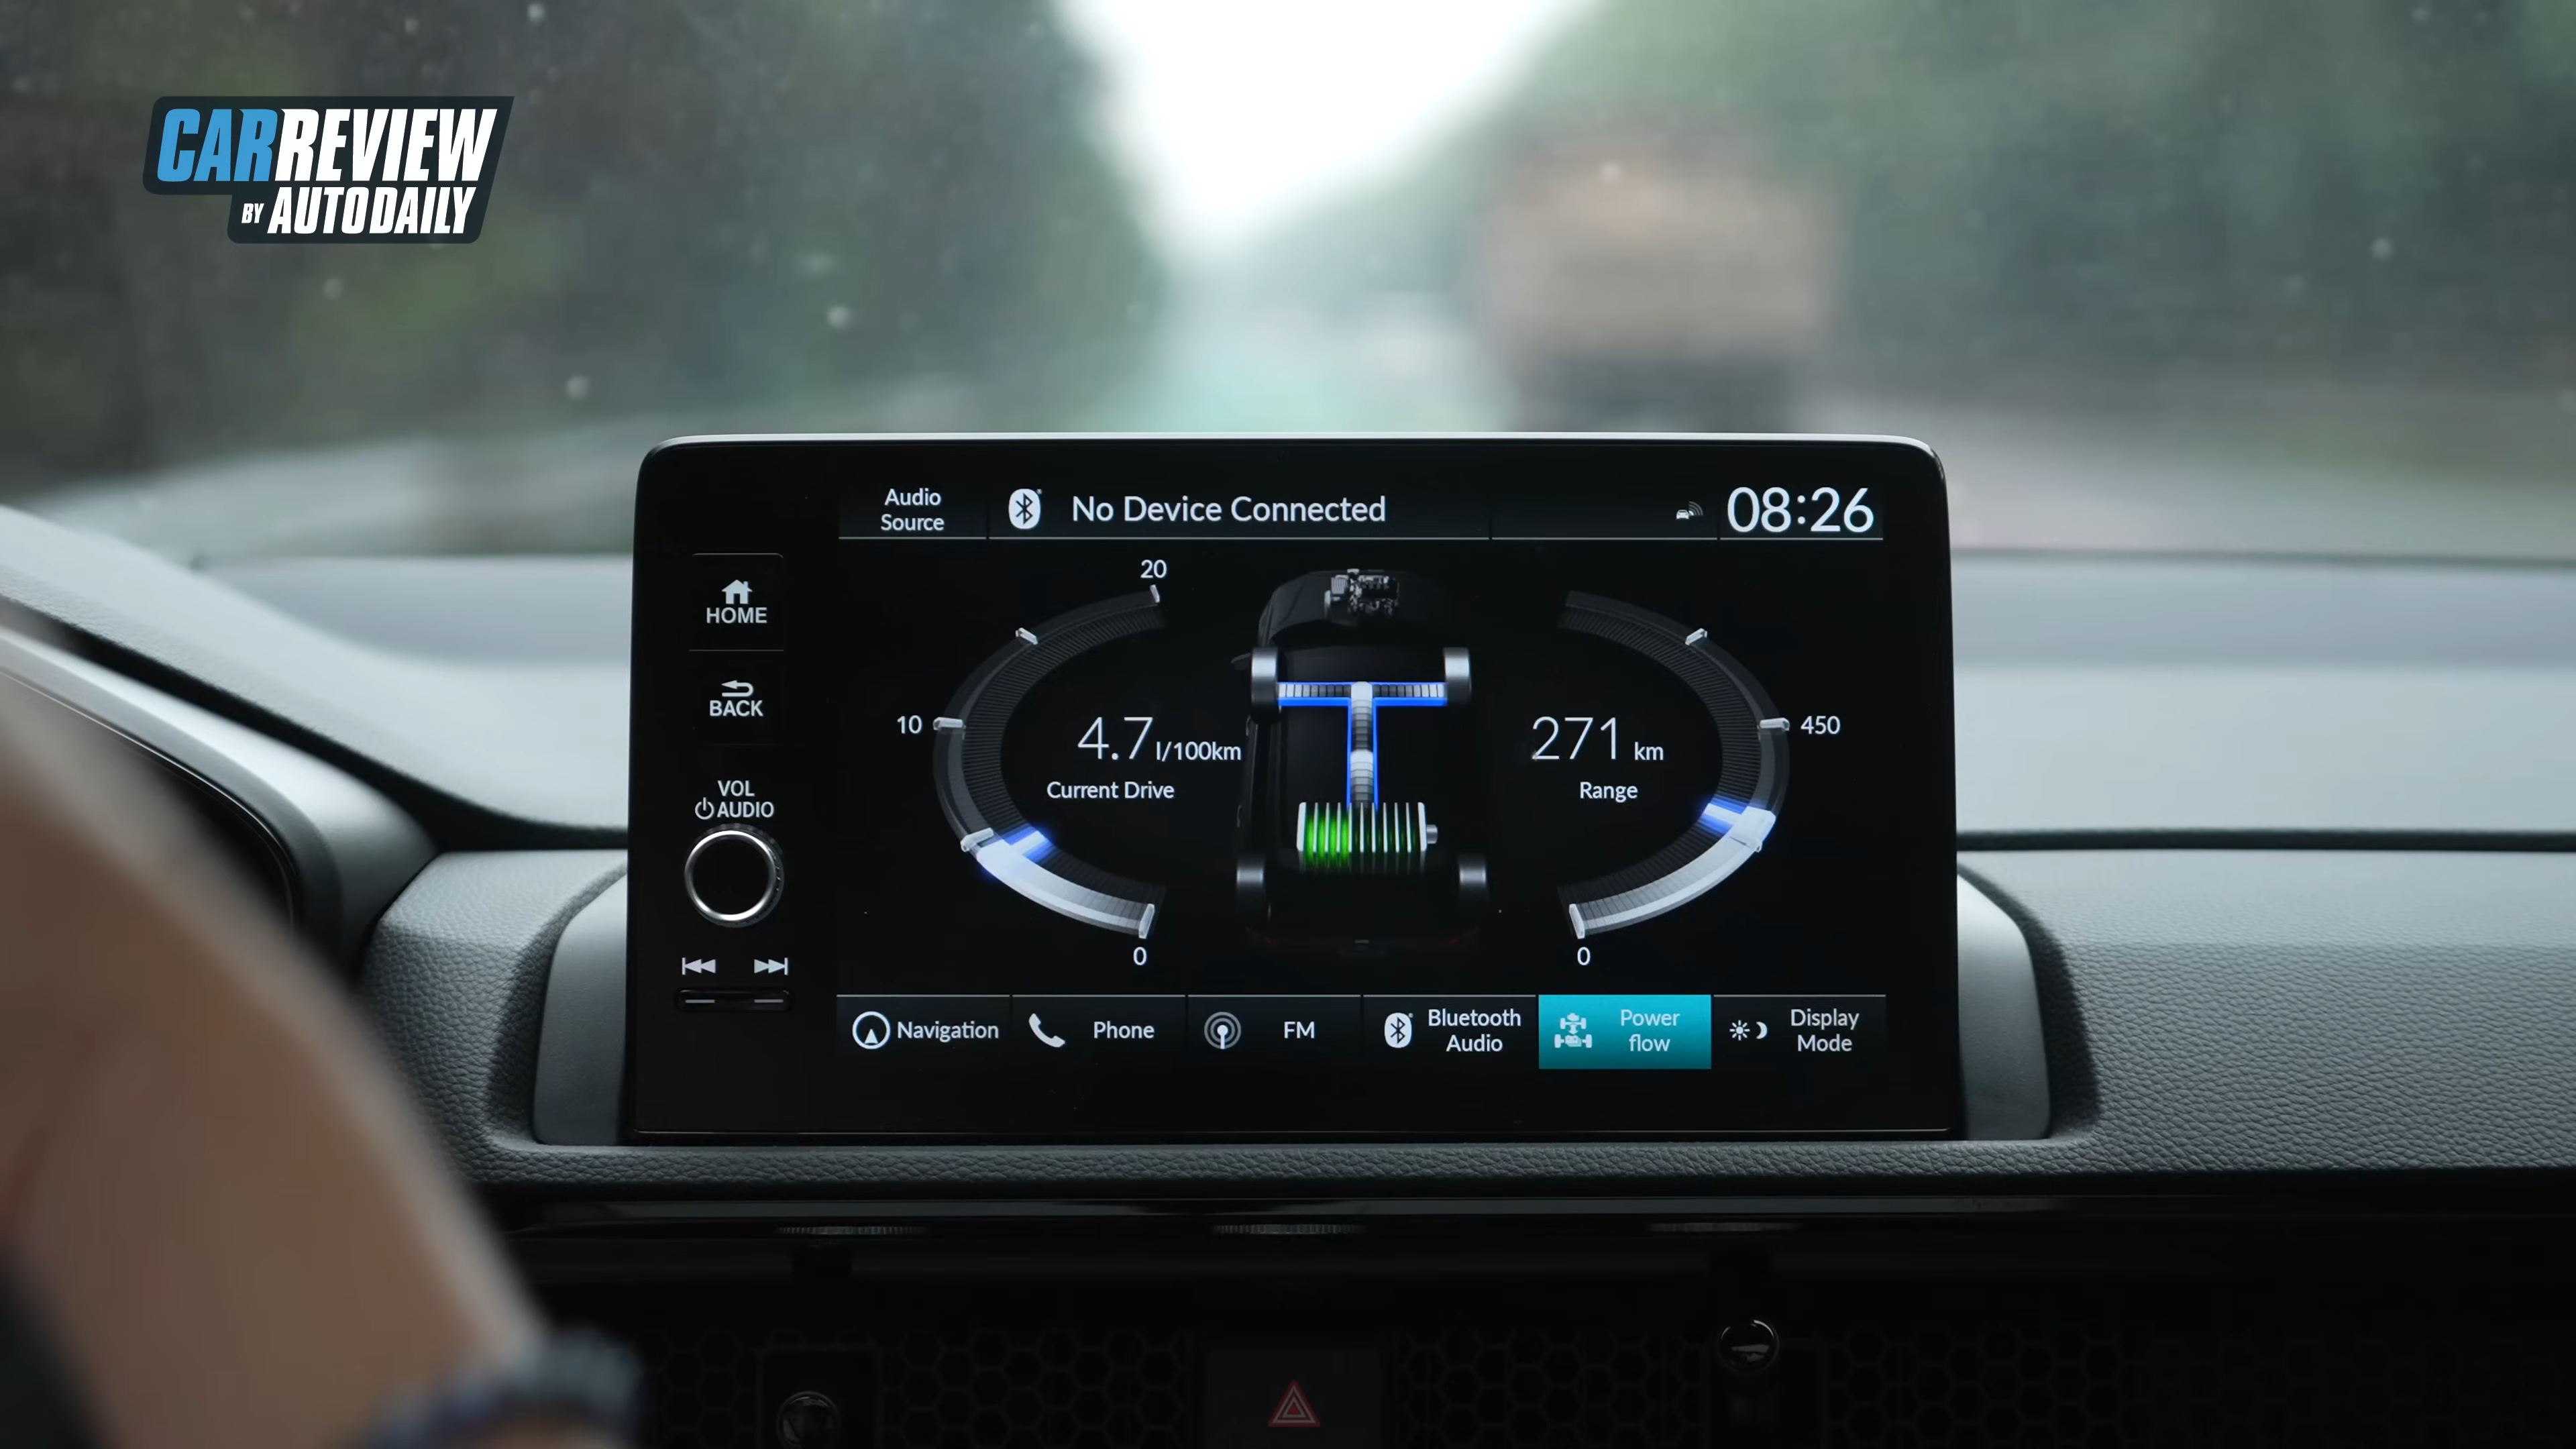 CARREVIEW
BY AUTODAILY
Audio
Source
No Device Connected
08:26
HOME
BACK
VOL
AUDIO
20
10
0
4.7 l/100km
Current Drive
271 km
Range
450
0
Navigation
Phone
FM
Bluetooth
Audio
Power
flow
Display
Mode